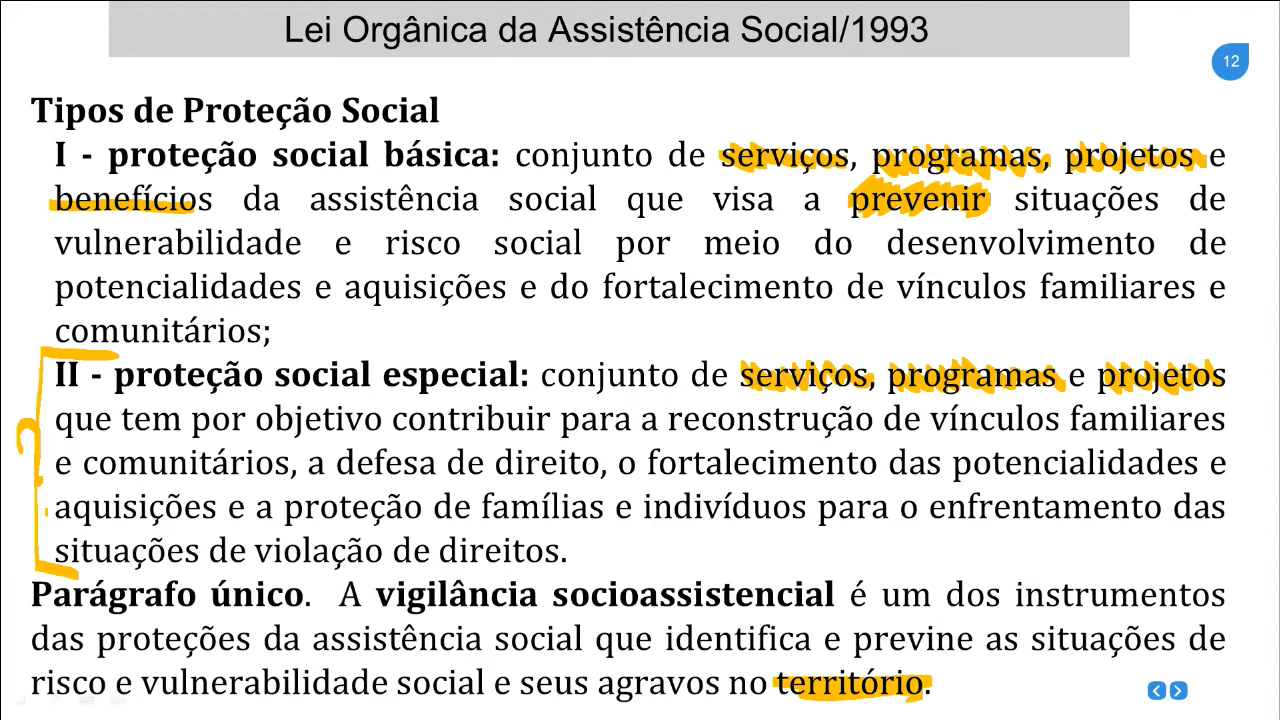 Lei Orgânica da Assistência Social/1993
12
Tipos de Proteção Social
I - proteção social básica: conjunto de serviços, programas, projetos e
benefícios da assistência social que visa a prevenir situações de
vulnerabilidade e risco social por meio do desenvolvimento de
potencialidades e aquisições e do fortalecimento de vínculos familiares e
comunitários;
II - proteção social especial: conjunto de serviços, programas e projetos
que tem por objetivo contribuir para a reconstrução de vínculos familiares
e comunitários, a defesa de direito, o fortalecimento das potencialidades e
aquisições e a proteção de famílias e indivíduos para o enfrentamento das
situações de violação de direitos.
Parágrafo único. A vigilância socioassistencial é um dos instrumentos
das proteções da assistência social que identifica e previne as situações de
risco e vulnerabilidade social e seus agravos no território.